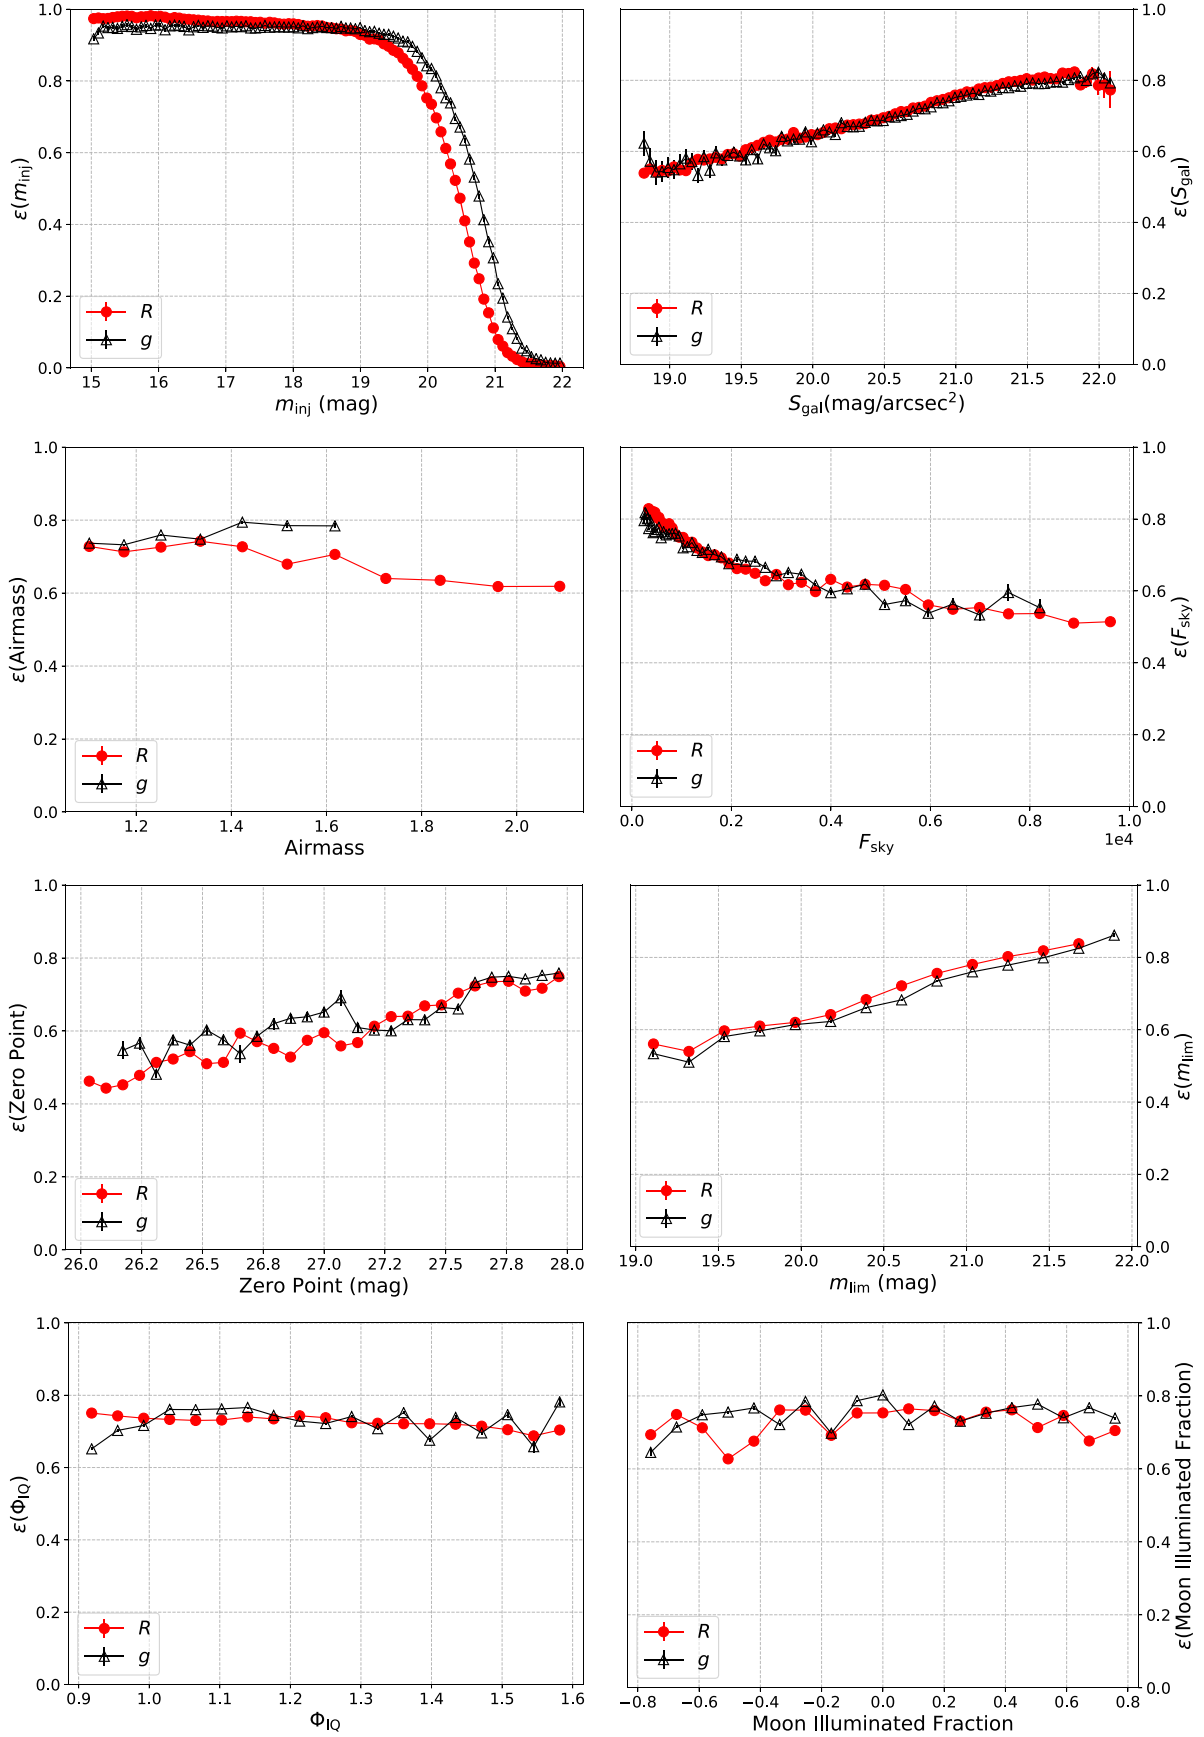 1.0
0.8
0.6
0.4
0.2
0.0
ε(m_inj)
R
g
15 16 17 18 19 20 21 22
m_inj (mag)
1.0
0.8
0.6
0.4
0.2
0.0
ε(S_gal)
R
g
19.0 19.5 20.0 20.5 21.0 21.5 22.0
S_gal(mag/arcsec²)
1.0
0.8
0.6
0.4
0.2
0.0
ε(Airmass)
R
g
1.2 1.4 1.6 1.8 2.0
Airmass
1.0
0.8
0.6
0.4
0.2
0.0
ε(F_sky)
R
g
0.0 0.2 0.4 0.6 0.8 1.0
1e4
F_sky
1.0
0.8
0.6
0.4
0.2
0.0
ε(Zero Point)
R
g
26.0 26.2 26.5 26.8 27.0 27.2 27.5 27.8 28.0
Zero Point (mag)
1.0
0.8
0.6
0.4
0.2
0.0
ε(m_lim)
R
g
19.0 19.5 20.0 20.5 21.0 21.5 22.0
m_lim (mag)
1.0
0.8
0.6
0.4
0.2
0.0
ε(Φ_IQ)
R
g
0.9 1.0 1.1 1.2 1.3 1.4 1.5 1.6
Φ_IQ
1.0
0.8
0.6
0.4
0.2
0.0
ε(Moon Illuminated Fraction)
R
g
−0.8 −0.6 −0.4 −0.2 0.0 0.2 0.4 0.6 0.8
Moon Illuminated Fraction